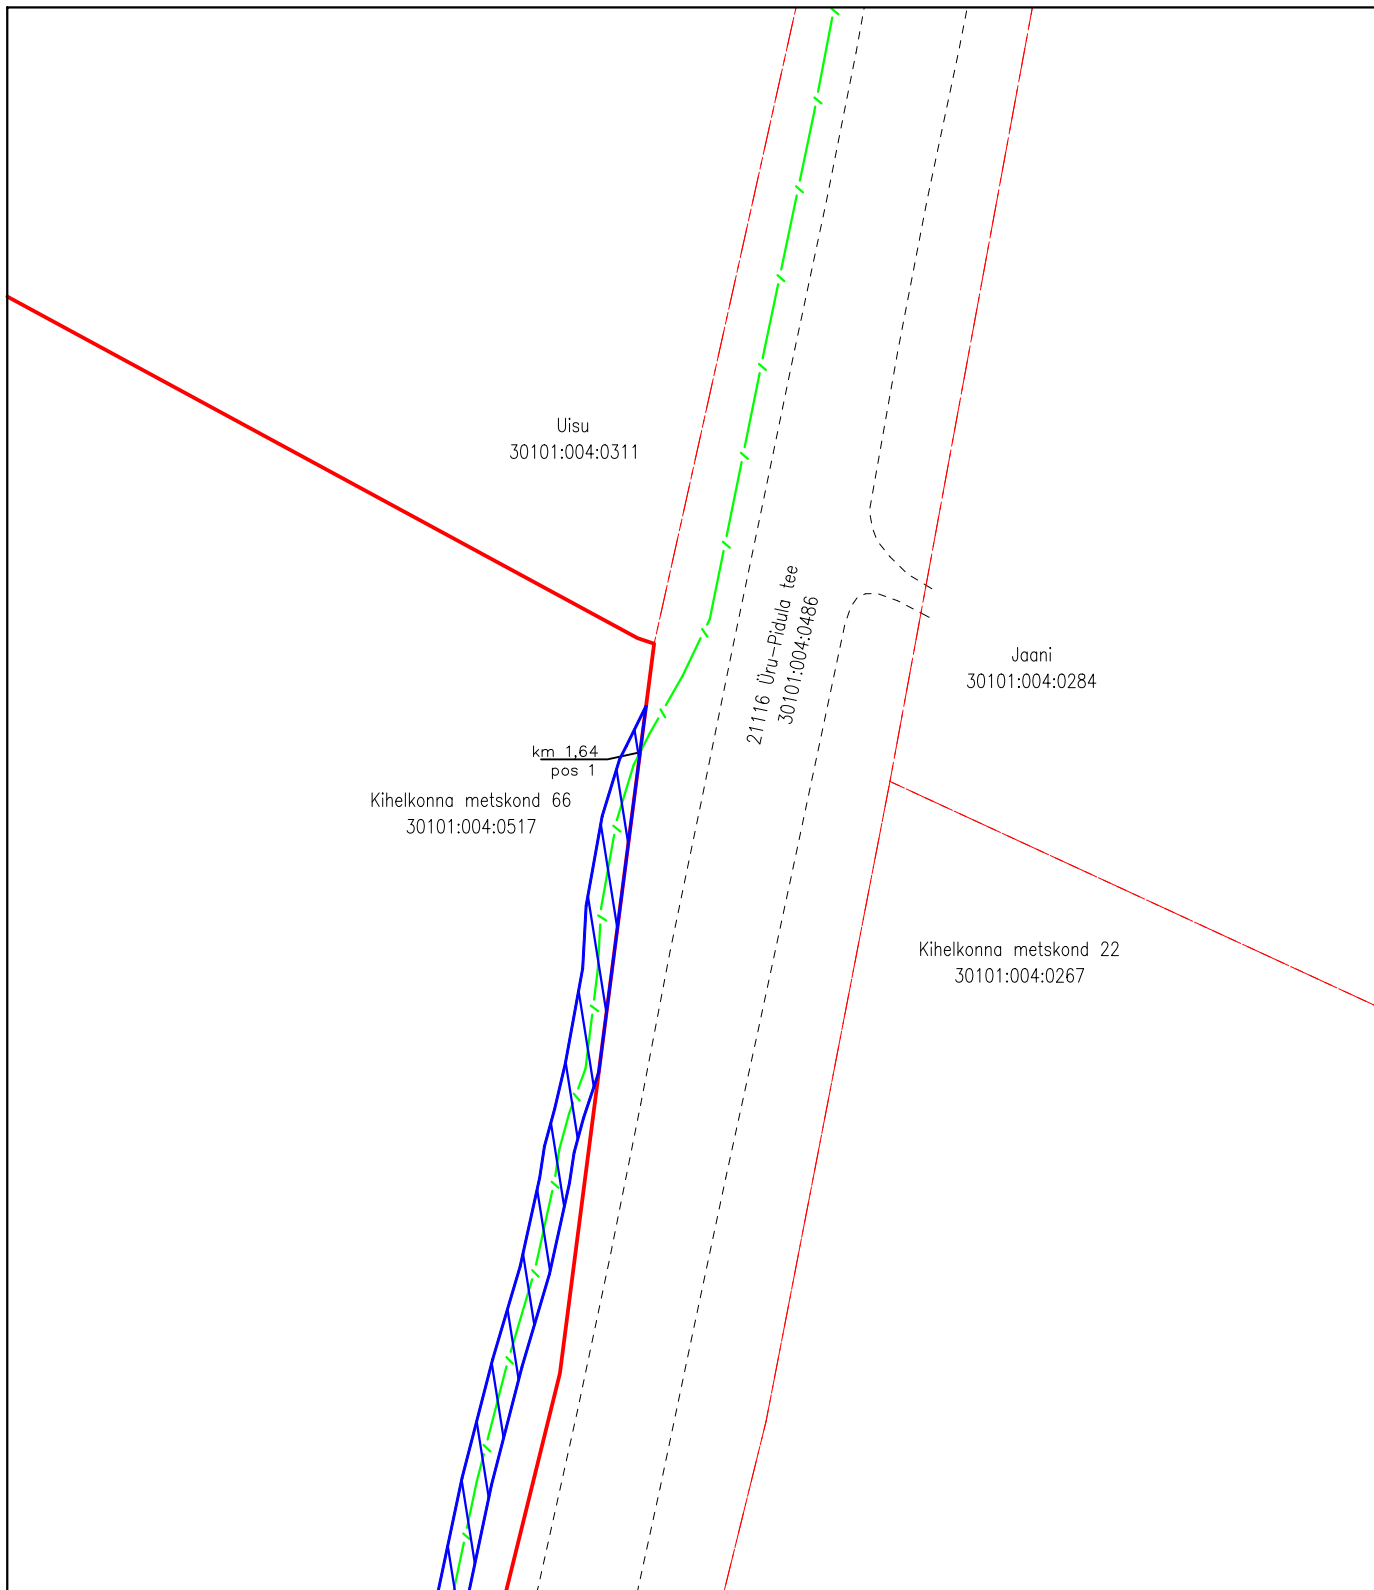 Uisu
30101:004:0311
21116 Üru-Pidula tee
30101:004:0486
Jaani
30101:004:0284
km 1,64
pos 1
Kihelkonna metskond 66
30101:004:0517
Kihelkonna metskond 22
30101:004:0267